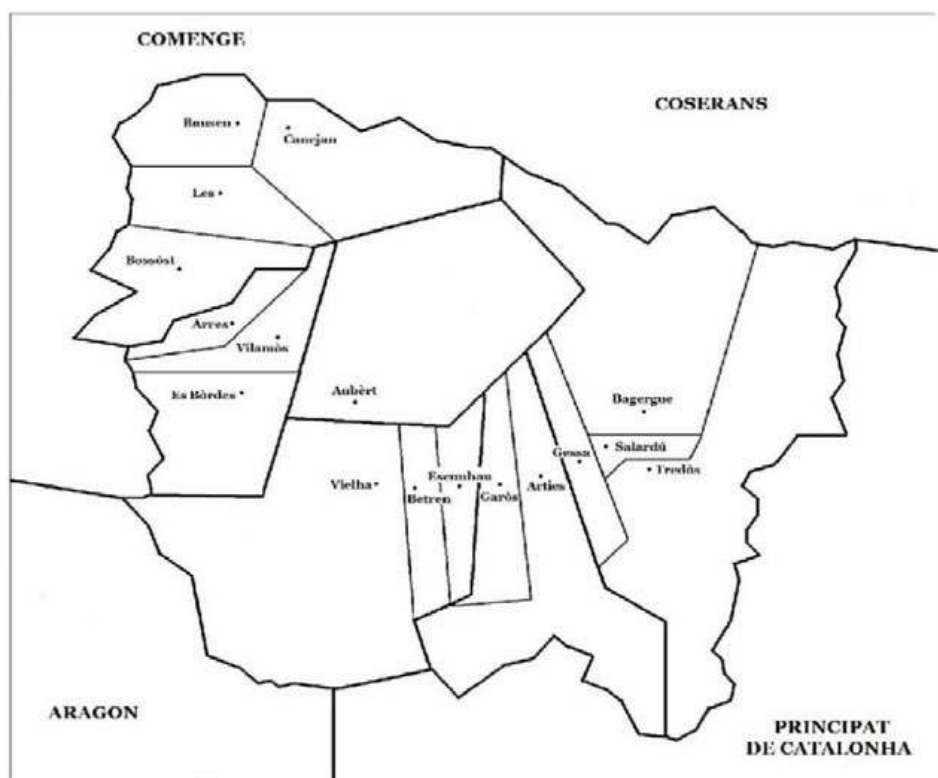 COMENGE
COSERANS
Bausen
Canejan
Les
Bossòst
Arres
Vilamòs
Es Bòrdes
Aubèrt
Bagergue
Salardú
Gessa
Tredòs
Vielha
Escunhau
Betren
Garòs
Arties
ARAGON
PRINCIPAT
DE CATALONHA